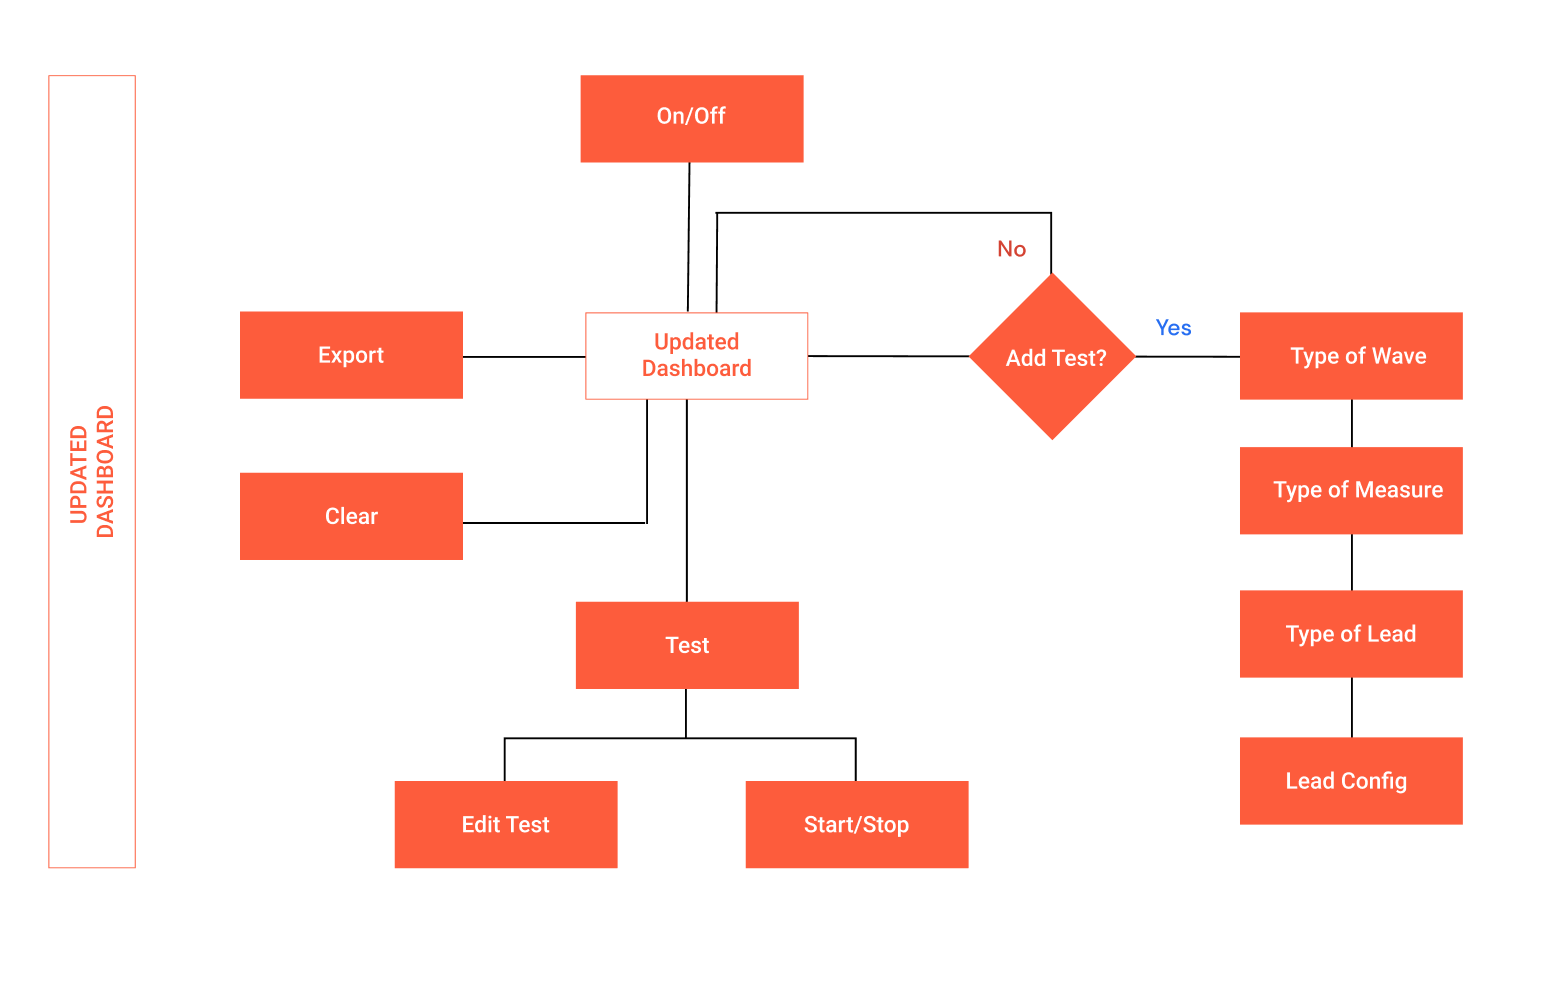 UPDATED
DASHBOARD
On/Off
No
Yes
Export
Updated
Dashboard
Add Test?
Type of Wave
Type of Measure
Clear
Type of Lead
Test
Lead Config
Edit Test
Start/Stop